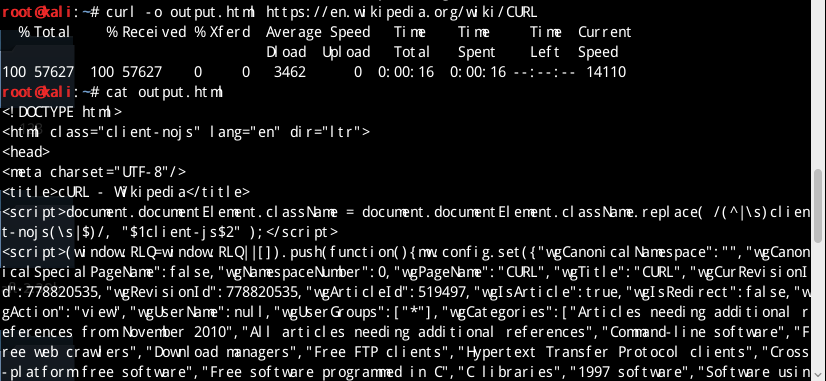 root@kali:~# curl -o output.html https://en.wikipedia.org/wiki/CURL
% Total % Received % Xferd Average Speed Time Time Time Current
Dload Upload Total Spent Left Speed
100 57627 100 57627 0 0 3462 0 0:00:16 0:00:16 --:--:-- 14110
root@kali:~# cat output.html
<!DOCTYPE html>
<html class="client-nojs" lang="en" dir="ltr">
<head>
<meta charset="UTF-8"/>
<title>cURL - Wikipedia</title>
<script>document.documentElement.className = document.documentElement.className.replace( /(^|\s)clien
t-nojs(\s|$)/, "$1client-js$2" );</script>
<script>(window.RLQ=window.RLQ||[]).push(function(){mw.config.set({"wgCanonicalNamespace":"","wgCanon
icalSpecialPageName":false,"wgNamespaceNumber":0,"wgPageName":"CURL","wgTitle":"CURL","wgCurRevisionI
d":778820535,"wgRevisionId":778820535,"wgArticleId":519497,"wgIsArticle":true,"wgIsRedirect":false,"w
gAction":"view","wgUserName":null,"wgUserGroups":["*"],"wgCategories":["Articles needing additional r
eferences from November 2010","All articles needing additional references","Command-line software","F
ree web crawlers","Download managers","Free FTP clients","Hypertext Transfer Protocol clients","Cross
-platform free software","Free software programmed in C","C libraries","1997 software","Software usin